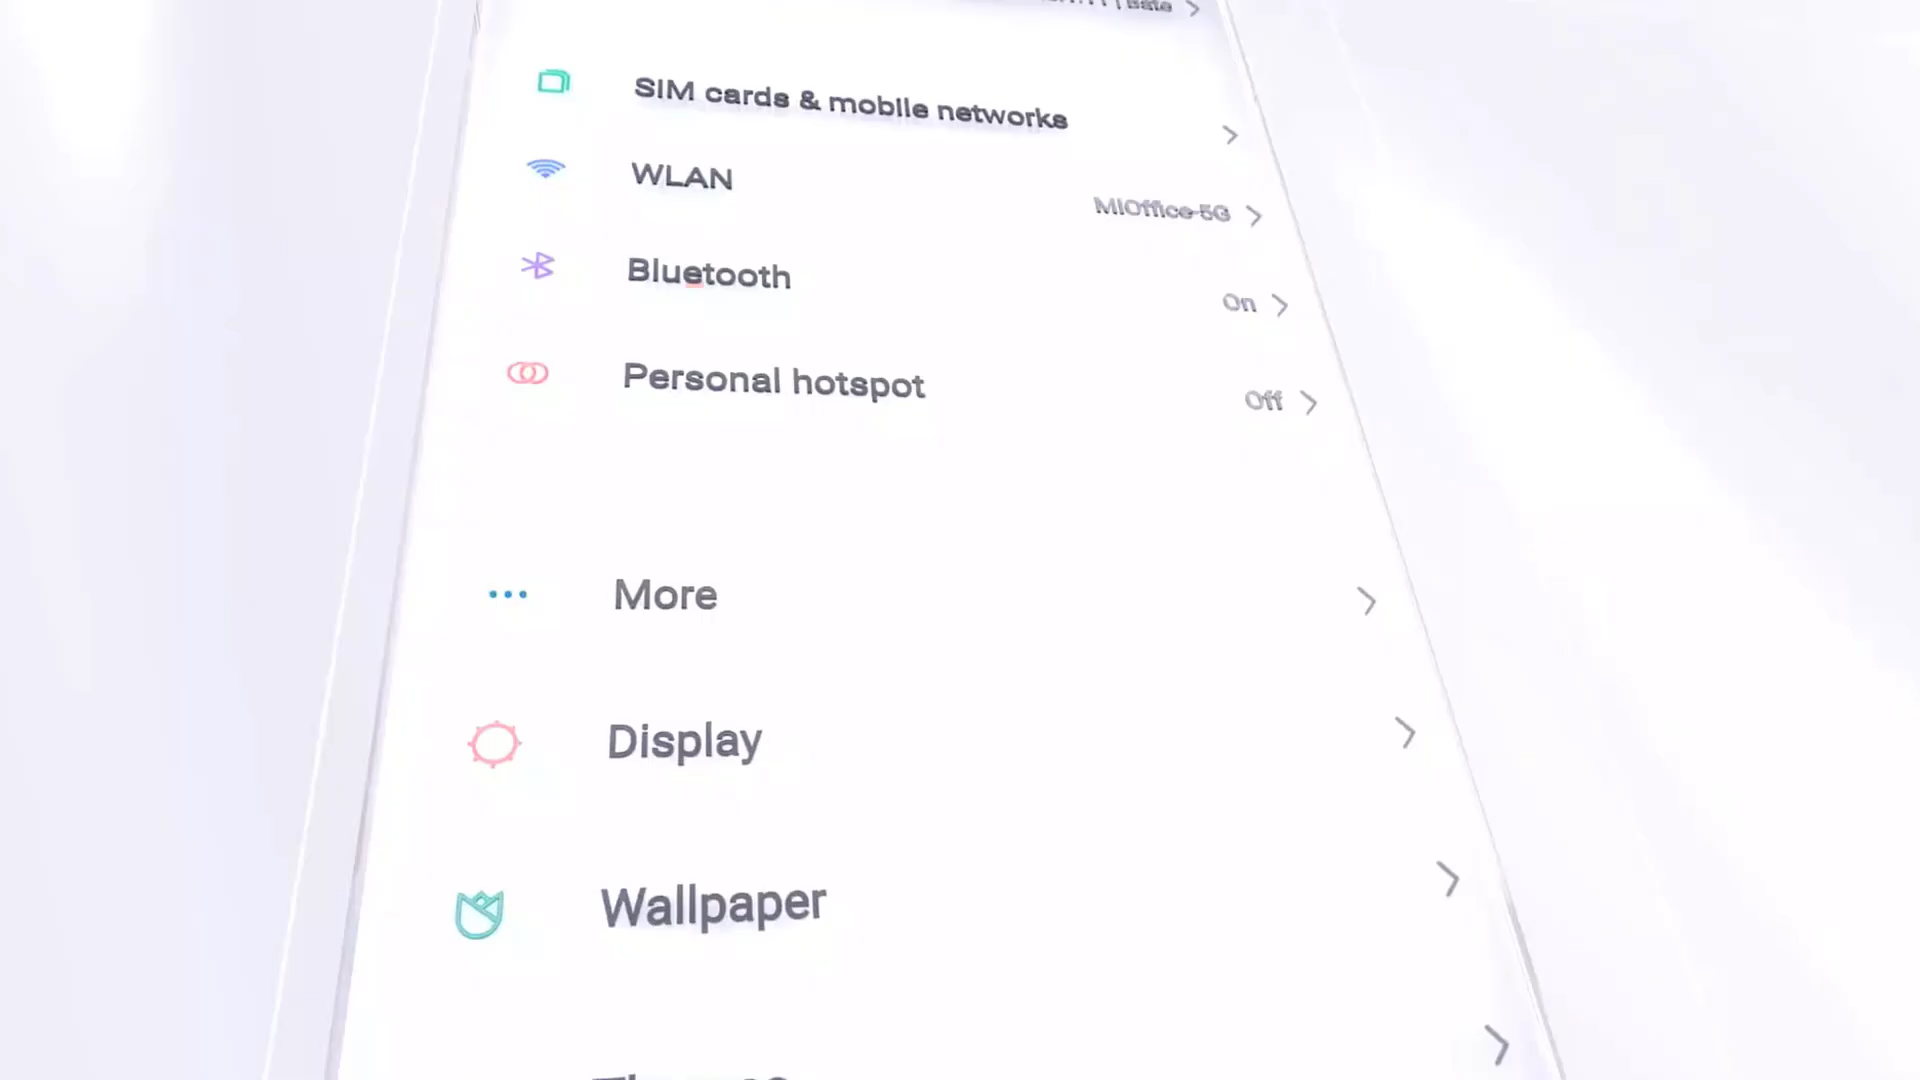 SIM cards & mobile networks
WLAN
MIOffice-5G
Bluetooth
On
Personal hotspot
Off
More
Display
Wallpaper